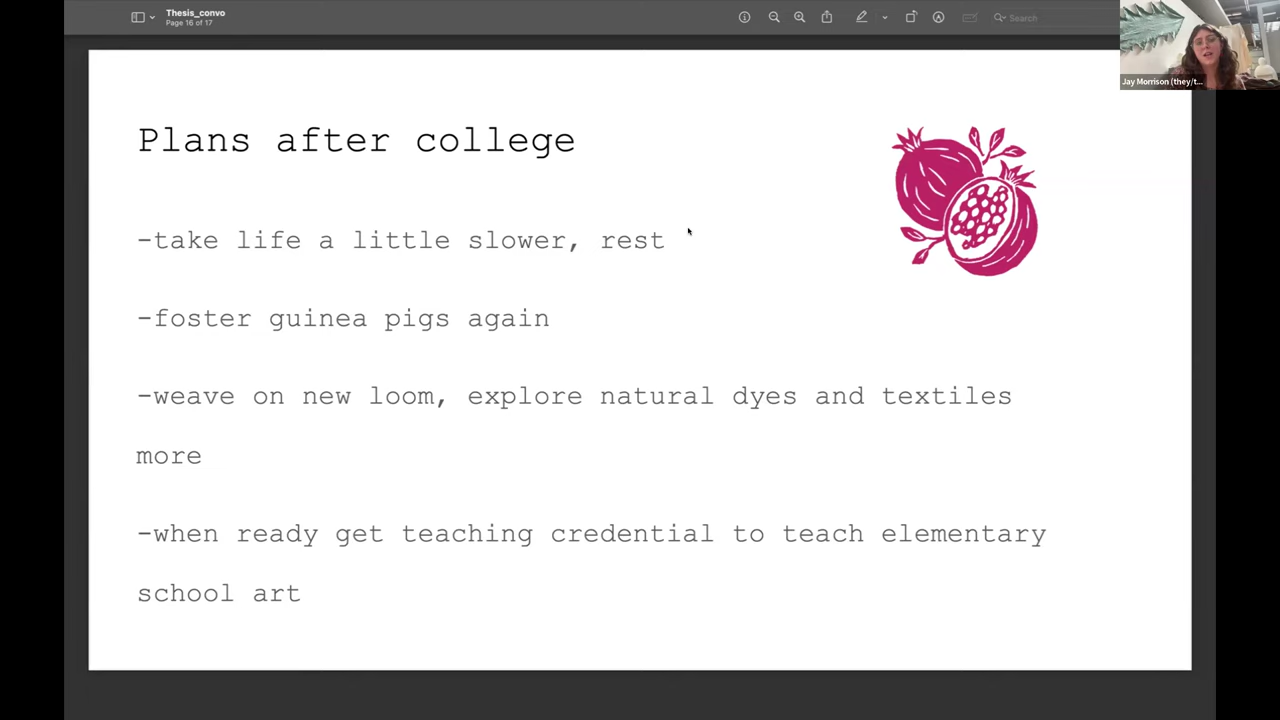 Thesis_convo
Page 16 of 17
Search
Jay Morrison (they/t...
Plans after college
-take life a little slower, rest
-foster guinea pigs again
-weave on new loom, explore natural dyes and textiles
more
-when ready get teaching credential to teach elementary
school art